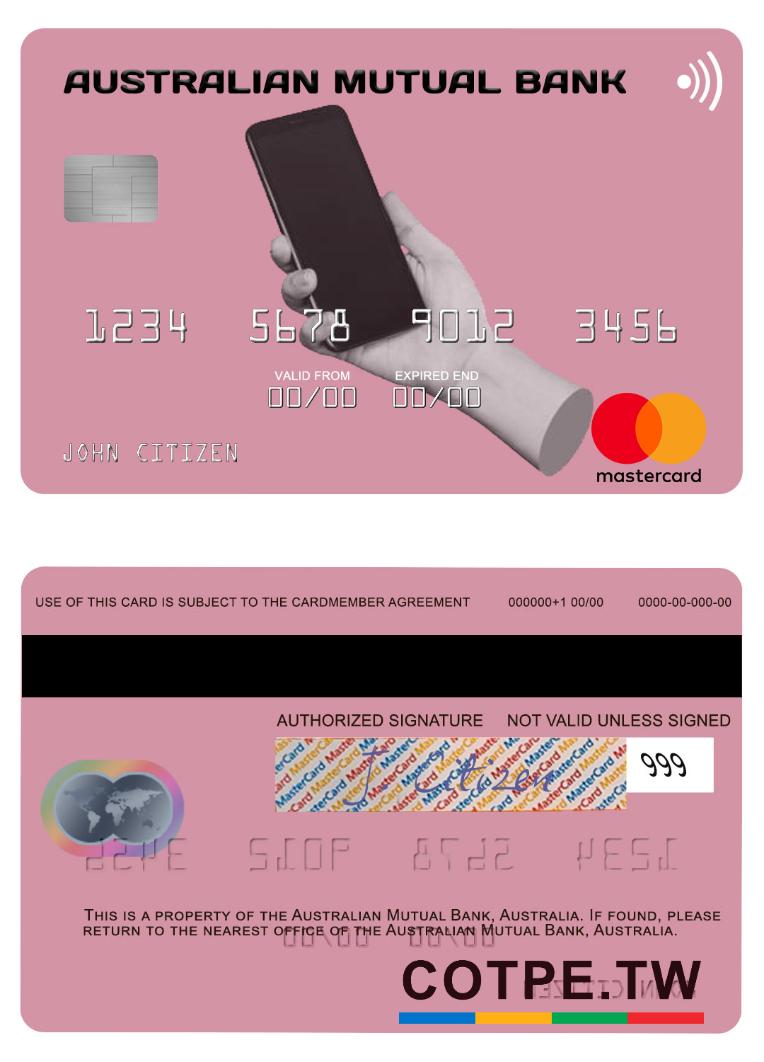 AUSTRALIAN MUTUAL BANK
1234 5678 9012 3456
VALID FROM EXPIRED END
00/00 00/00
JOHN CITIZEN
mastercard
USE OF THIS CARD IS SUBJECT TO THE CARDMEMBER AGREEMENT 000000+1 00/00 0000-00-000-00
AUTHORIZED SIGNATURE NOT VALID UNLESS SIGNED
J. Citizen 999
THIS IS A PROPERTY OF THE AUSTRALIAN MUTUAL BANK, AUSTRALIA. IF FOUND, PLEASE
RETURN TO THE NEAREST OFFICE OF THE AUSTRALIAN MUTUAL BANK, AUSTRALIA.
COTPE.TW